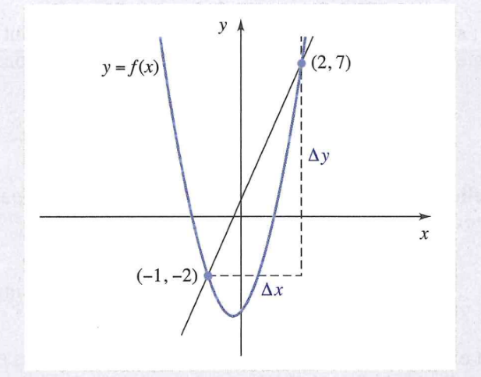 y
y = f(x)
(2, 7)
Δy
x
(−1, −2)
Δx